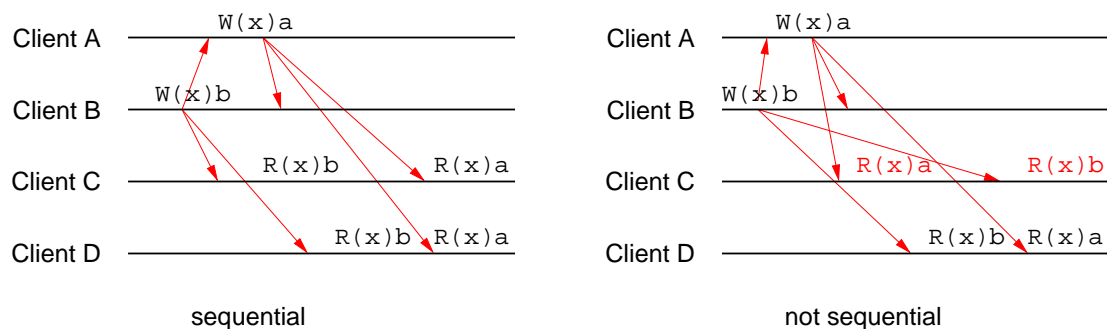 W(x)a
Client A
W(x)b
Client B
R(x)b R(x)a
Client C
R(x)b R(x)a
Client D
sequential
W(x)a
Client A
W(x)b
Client B
R(x)a R(x)b
Client C
R(x)b R(x)a
Client D
not sequential